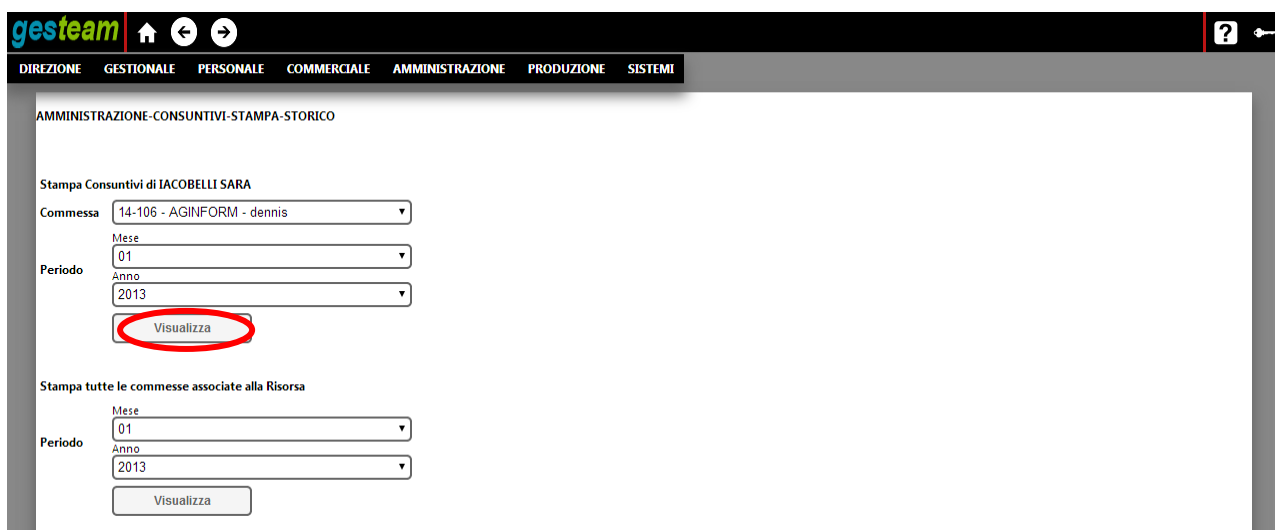 gesteam ?
DIREZIONE GESTIONALE PERSONALE COMMERCIALE AMMINISTRAZIONE PRODUZIONE SISTEMI
AMMINISTRAZIONE-CONSUNTIVI-STAMPA-STORICO
Stampa Consuntivi di IACOBELLI SARA
Commessa 14-106 - AGINFORM - dennis
Mese
01
Periodo
Anno
2013
Visualizza
Stampa tutte le commesse associate alla Risorsa
Mese
01
Periodo
Anno
2013
Visualizza